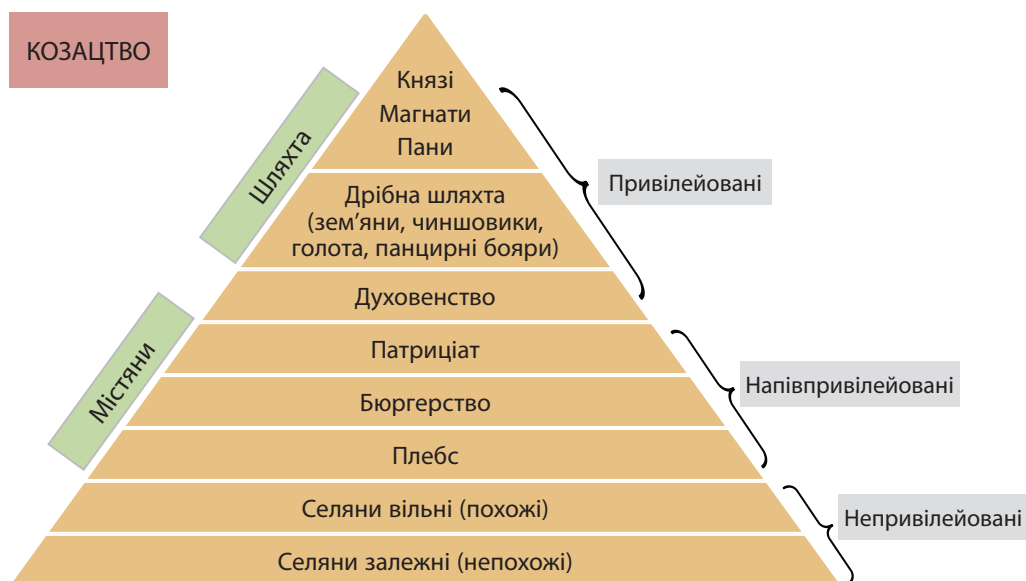 КОЗАЦТВО
Шляхта
Містяни
Князі
Магнати
Пани
Дрібна шляхта
(зем’яни, чиншовики,
голота, панцирні бояри)
Духовенство
Патриціат
Бюргерство
Плебс
Селяни вільні (похожі)
Селяни залежні (непохожі)
Привілейовані
Напівпривілейовані
Непривілейовані